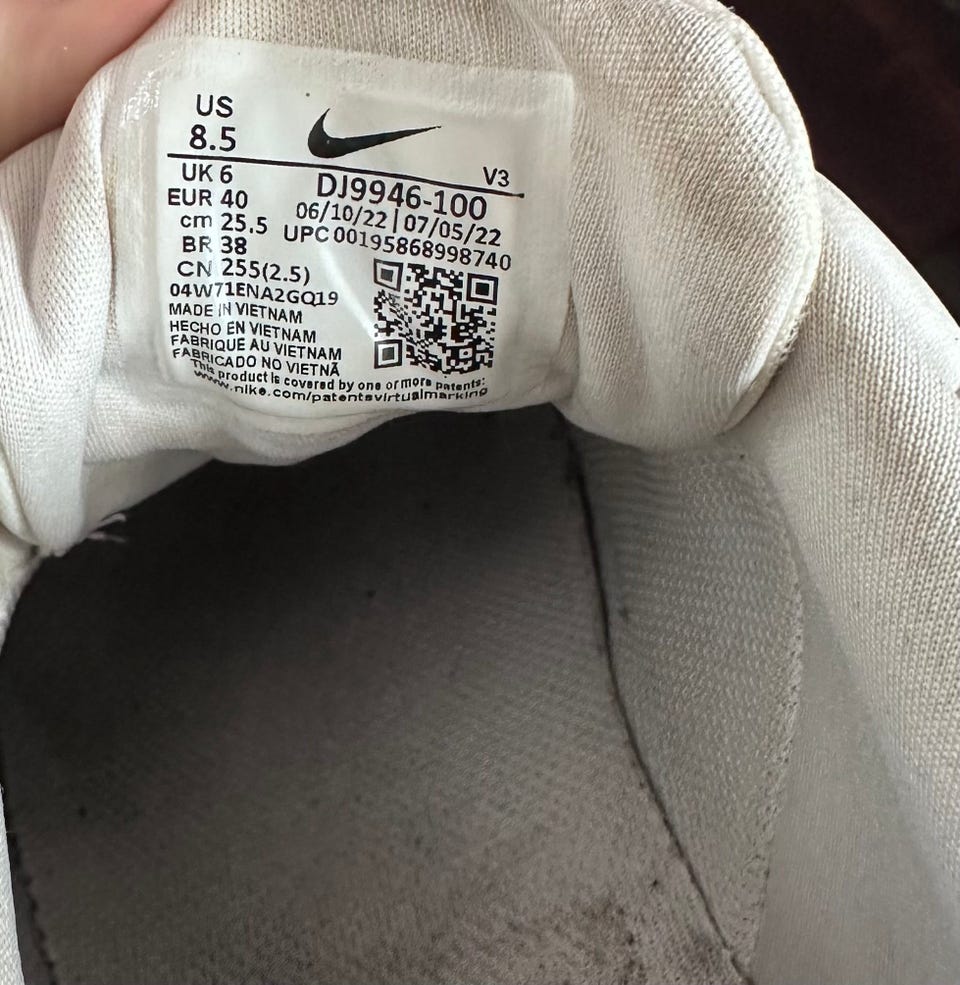 US
8.5
V3
UK 6
DJ9946-100
EUR 40
06/10/22 | 07/05/22
cm 25.5
UPC 00195868998740
BR 38
CN 255(2.5)
04W71ENA2GQ19
MADE IN VIETNAM
HECHO EN VIETNAM
FABRIQUE AU VIETNAM
FABRICADO NO VIETNÃ
This product is covered by one or more patents:
www.nike.com/patentsvirtualmarking